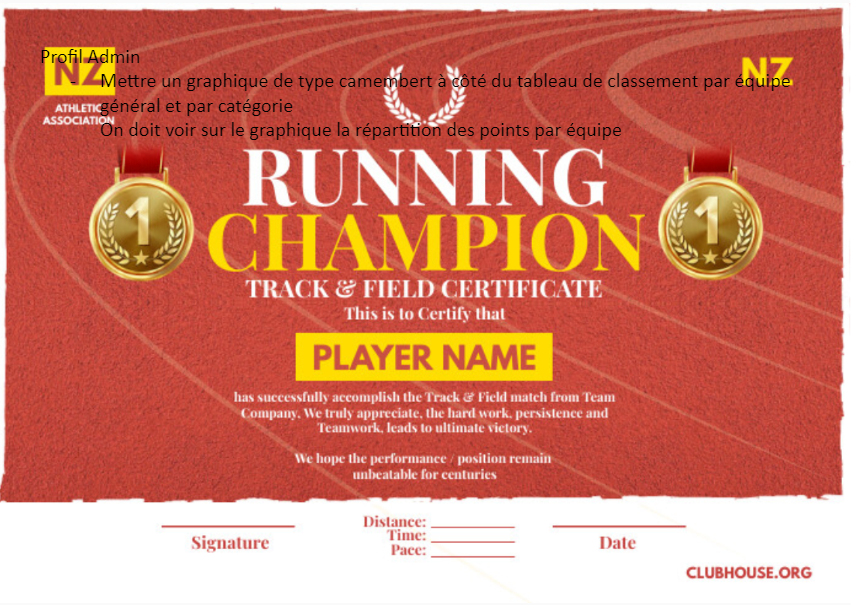 Profil Admin
NZ
NZ
- Mettre un graphique de type camembert à côté du tableau de classement par équipe
ATHLETIC
général et par catégorie
ASSOCIATION
On doit voir sur le graphique la répartition des points par équipe
RUNNING
1
1
CHAMPION
TRACK & FIELD CERTIFICATE
This is to Certify that
PLAYER NAME
has successfully accomplish the Track & Field match from Team
Company, We truly appreciate, the hard work, persistence and
Teamwork, leads to ultimate victory.
We hope the performance / position remain
unbeatable for centuries
Distance:
Time:
Pace:
Signature
Date
CLUBHOUSE.ORG